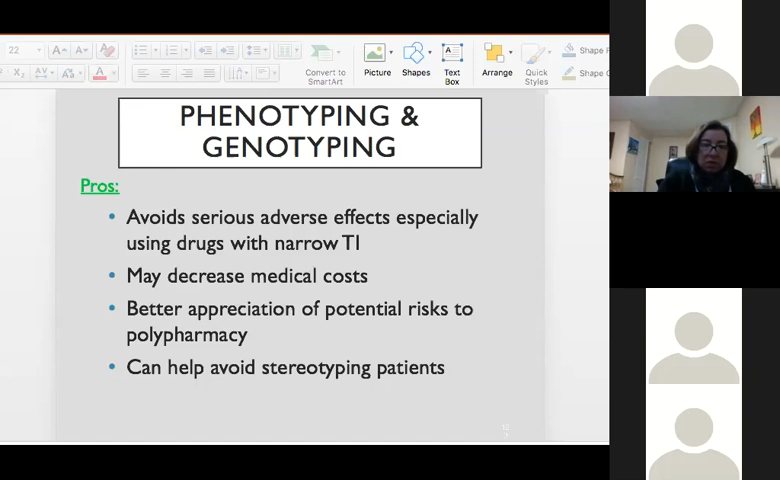 22
Convert to
SmartArt
Picture
Shapes
Text
Box
Arrange
Quick
Styles
Shape
Shape
PHENOTYPING &
GENOTYPING
Pros:
• Avoids serious adverse effects especially
using drugs with narrow TI
• May decrease medical costs
• Better appreciation of potential risks to
polypharmacy
• Can help avoid stereotyping patients